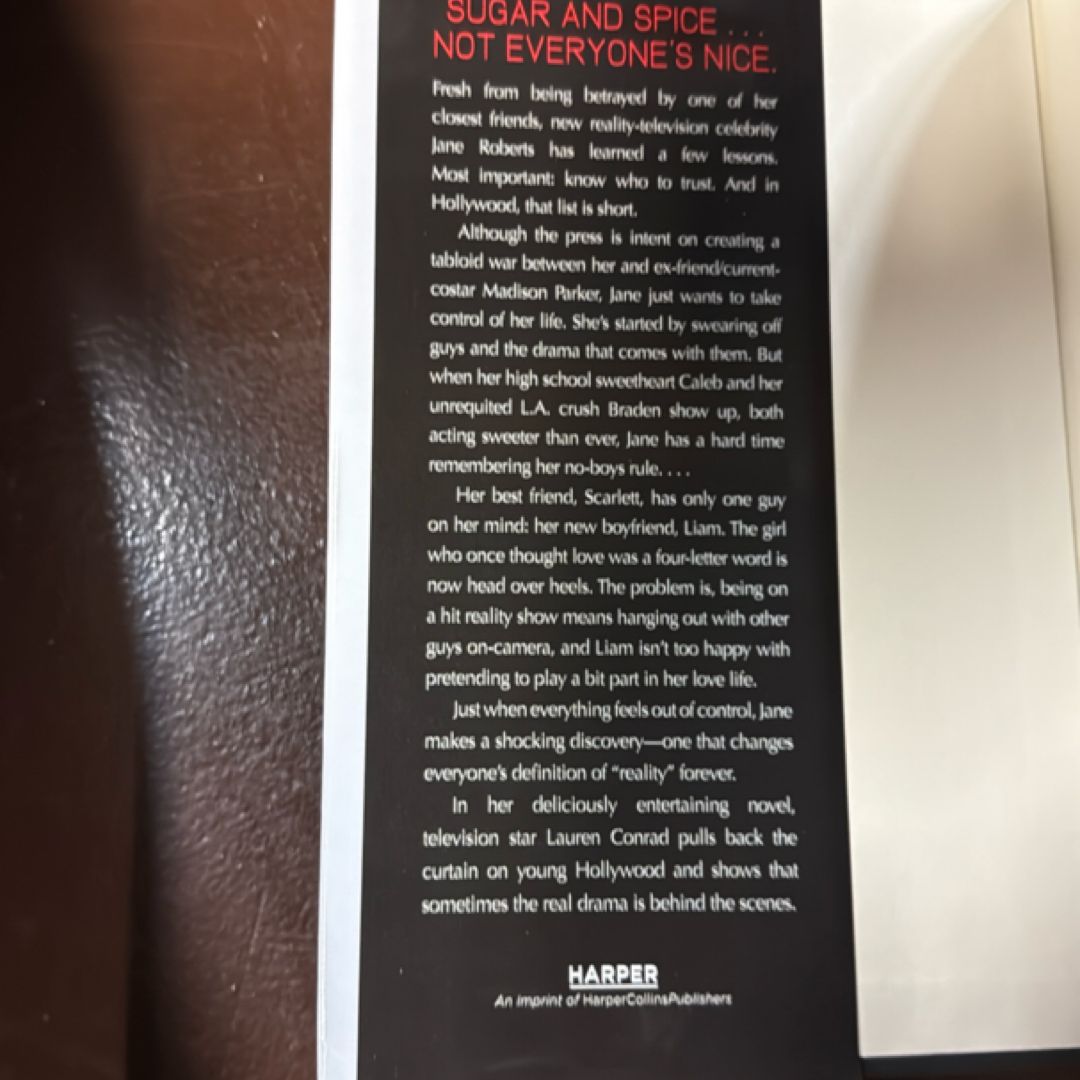 SUGAR AND SPICE . . .
NOT EVERYONE'S NICE.
Fresh from being betrayed by one of her
closest friends, new reality-television celebrity
Jane Roberts has learned a few lessons.
Most important: know who to trust. And in
Hollywood, that list is short.
Although the press is intent on creating a
tabloid war between her and ex-friend/current-
costar Madison Parker, Jane just wants to take
control of her life. She's started by swearing off
guys and the drama that comes with them. But
when her high school sweetheart Caleb and her
unrequited L.A. crush Braden show up, both
acting sweeter than ever, Jane has a hard time
remembering her no-boys rule. . . .
Her best friend, Scarlett, has only one guy
on her mind: her new boyfriend, Liam. The girl
who once thought love was a four-letter word is
now head over heels. The problem is, being on
a hit reality show means hanging out with other
guys on-camera, and Liam isn't too happy with
pretending to play a bit part in her love life.
Just when everything feels out of control, Jane
makes a shocking discovery—one that changes
everyone's definition of "reality" forever.
In her deliciously entertaining novel,
television star Lauren Conrad pulls back the
curtain on young Hollywood and shows that
sometimes the real drama is behind the scenes.
HARPER
An Imprint of HarperCollinsPublishers